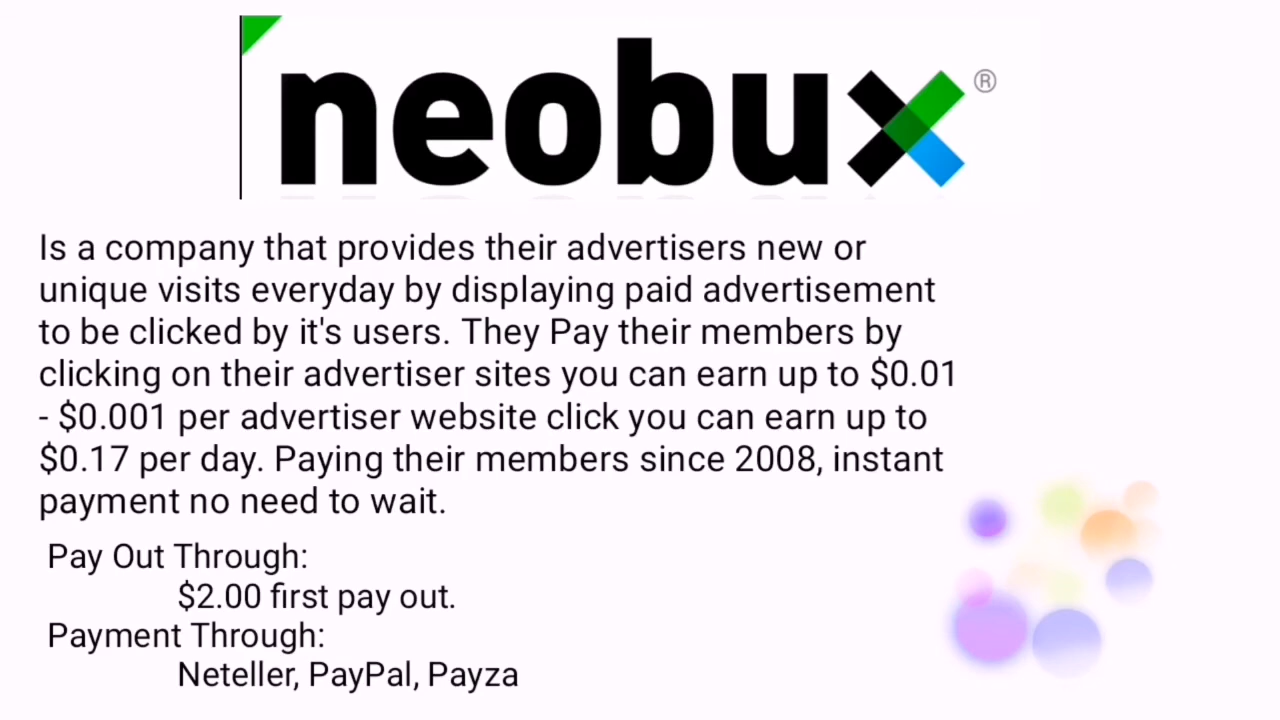 neobux®
Is a company that provides their advertisers new or
unique visits everyday by displaying paid advertisement
to be clicked by it's users. They Pay their members by
clicking on their advertiser sites you can earn up to $0.01
- $0.001 per advertiser website click you can earn up to
$0.17 per day. Paying their members since 2008, instant
payment no need to wait.
Pay Out Through:
$2.00 first pay out.
Payment Through:
Neteller, PayPal, Payza